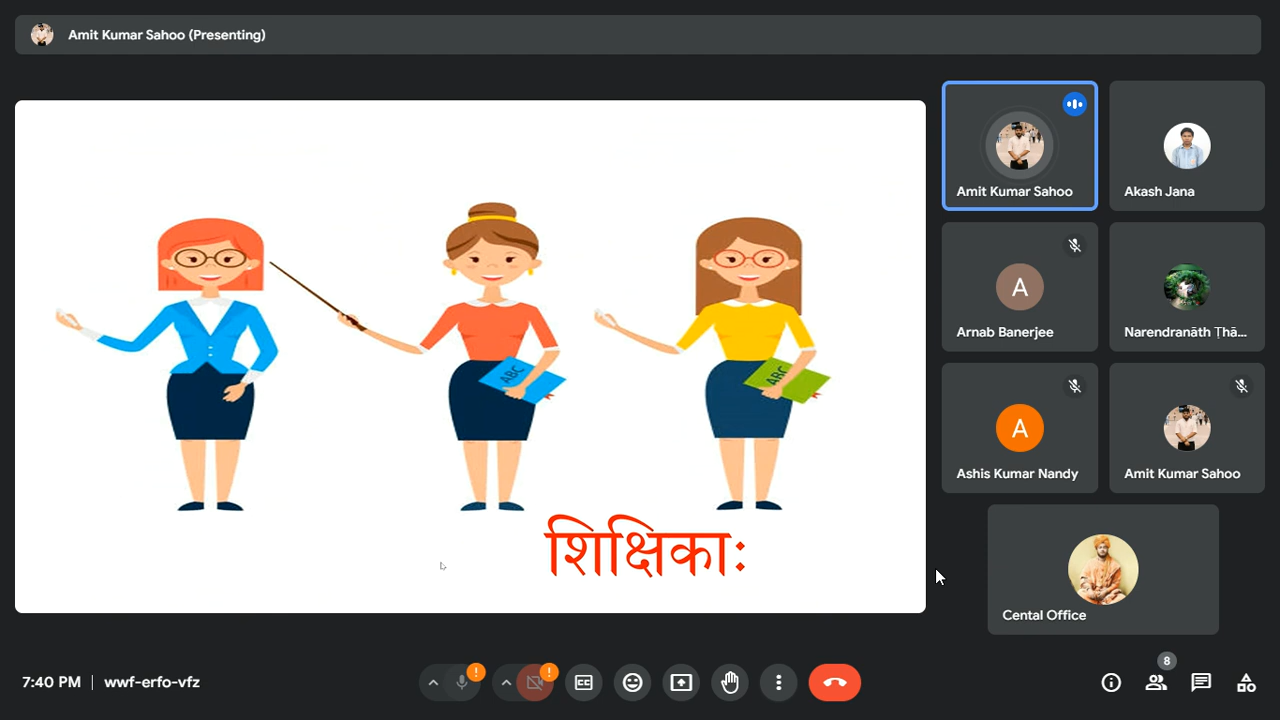 Amit Kumar Sahoo (Presenting)
ABC
ABC
शिक्षिकाः
Amit Kumar Sahoo
Akash Jana
A
Arnab Banerjee
Narendranāth Ṭhā...
A
Ashis Kumar Nandy
Amit Kumar Sahoo
Cental Office
7:40 PM | wwf-erfo-vfz
!
!
CC
8